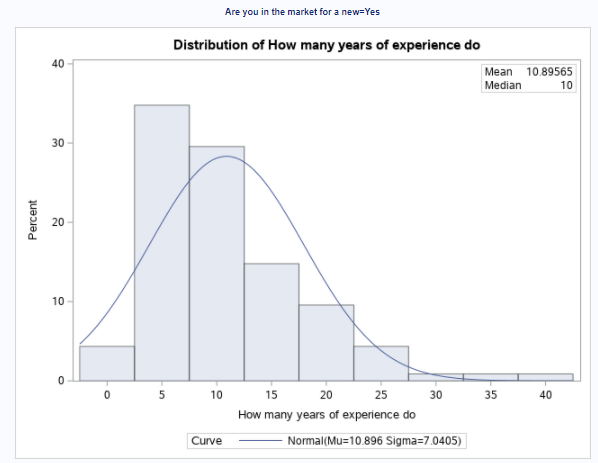 Are you in the market for a new=Yes
Distribution of How many years of experience do
Mean 10.89565
Median 10
40
30
20
10
0
Percent
0 5 10 15 20 25 30 35 40
How many years of experience do
Curve Normal(Mu=10.896 Sigma=7.0405)